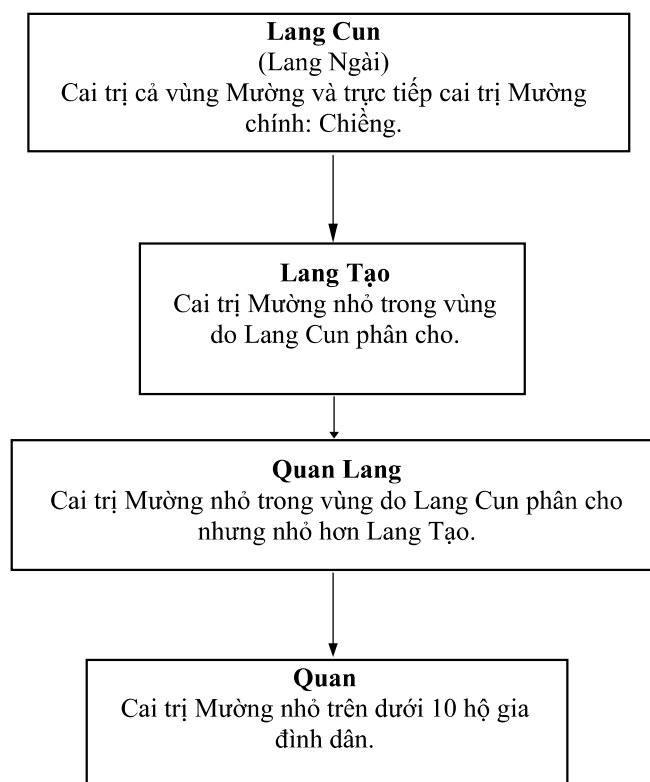 Lang Cun
(Lang Ngài)
Cai trị cả vùng Mường và trực tiếp cai trị Mường
chính: Chiềng.
Lang Tạo
Cai trị Mường nhỏ trong vùng
do Lang Cun phân cho.
Quan Lang
Cai trị Mường nhỏ trong vùng do Lang Cun phân cho
nhưng nhỏ hơn Lang Tạo.
Quan
Cai trị Mường nhỏ trên dưới 10 hộ gia
đình dân.